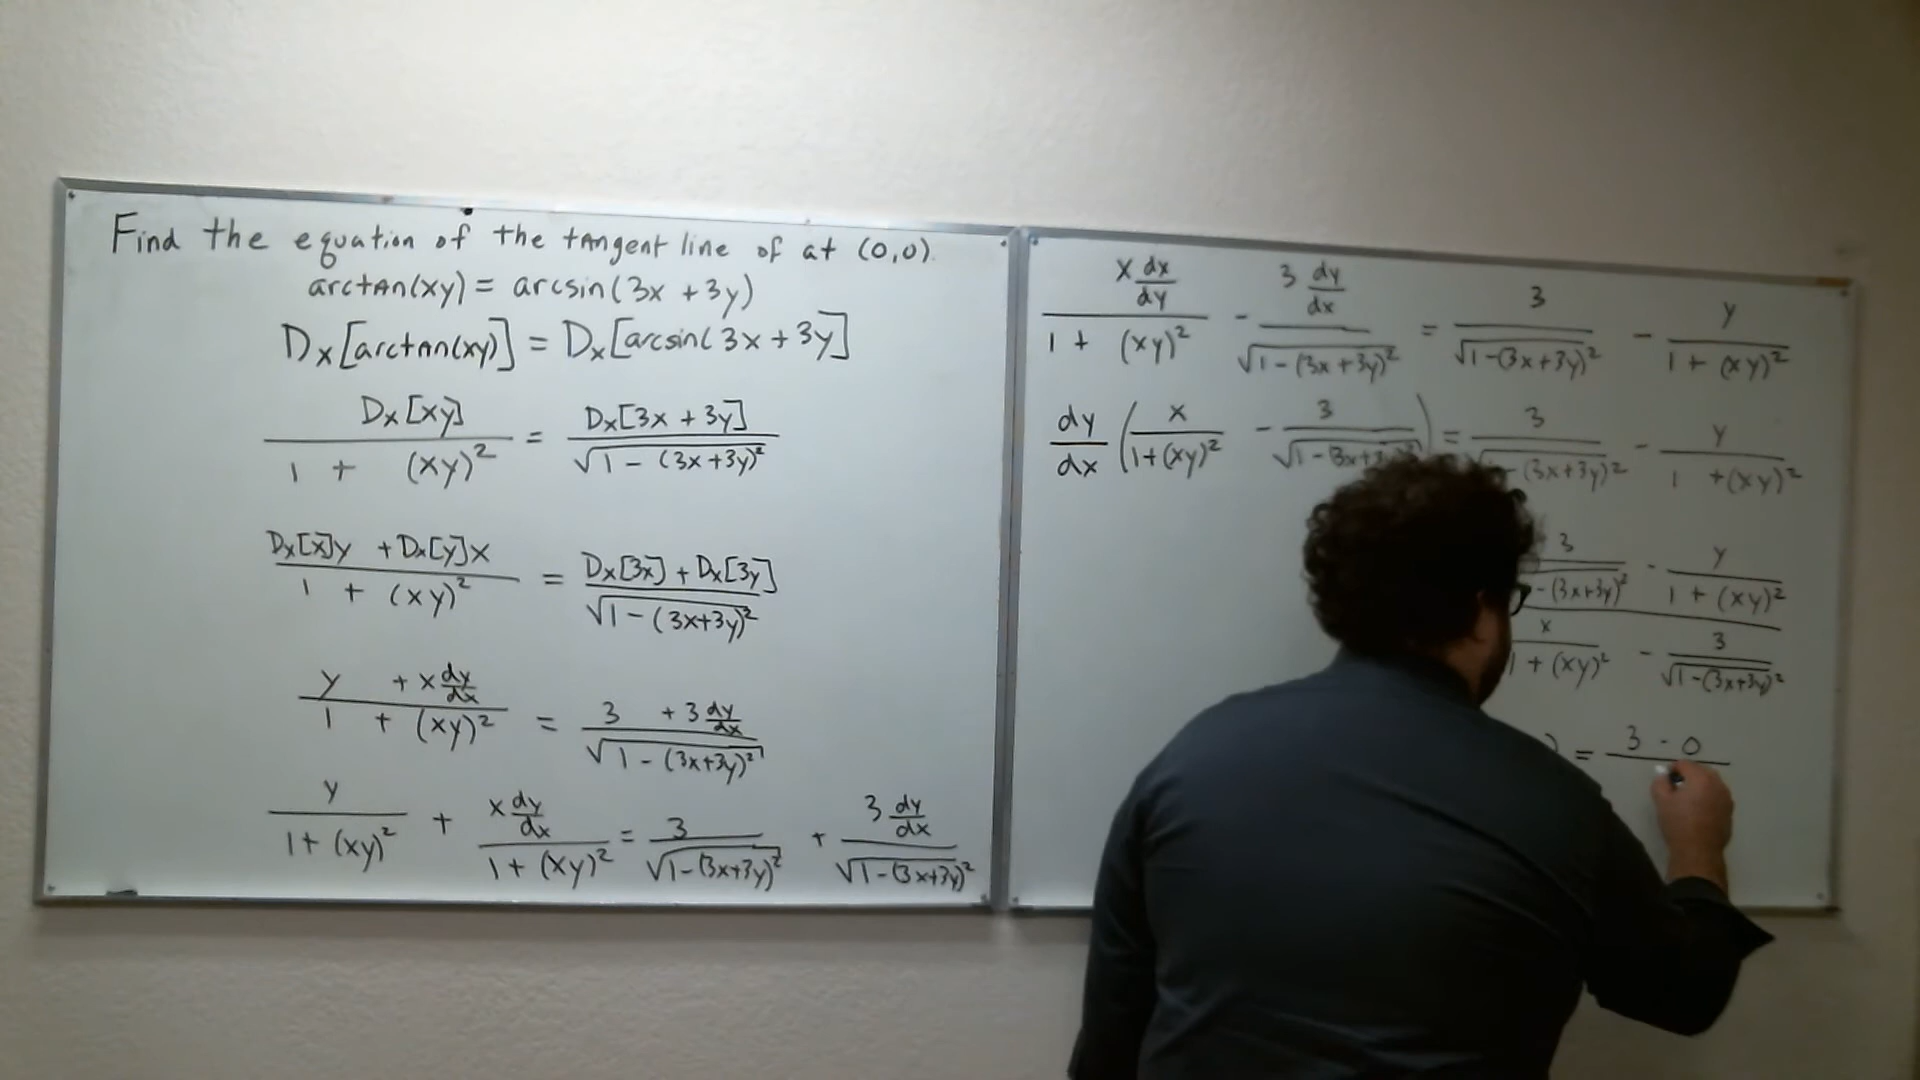 Find the equation of the tangent line of at (0,0).
arctan(xy) = arcsin(3x + 3y)
Dx[arctan(xy)] = Dx[arcsin(3x + 3y]
Dx[xy] / 1 + (xy)² = Dx[3x + 3y] / √1 - (3x+3y)²
Dx[x]y + Dx[y]x / 1 + (xy)² = Dx[3x] + Dx[3y] / √1 - (3x+3y)²
y + x dy/dx / 1 + (xy)² = 3 + 3 dy/dx / √1 - (3x+3y)²
y / 1 + (xy)² + x dy/dx / 1 + (xy)² = 3 / √1-(3x+3y)² + 3 dy/dx / √1-(3x+3y)²
x dx/dy / 1 + (xy)² - 3 dy/dx / √1-(3x+3y)² = 3 / √1-(3x+3y)² - y / 1 + (xy)²
dy/dx ( x / 1+(xy)² - 3 / √1-(3x+3y)² ) = 3 / √1-(3x+3y)² - y / 1 + (xy)²
3 / - (3x+3y)² - y / 1 + (xy)²
x / 1 + (xy)² - 3 / √1-(3x+3y)²
) = 3 - 0